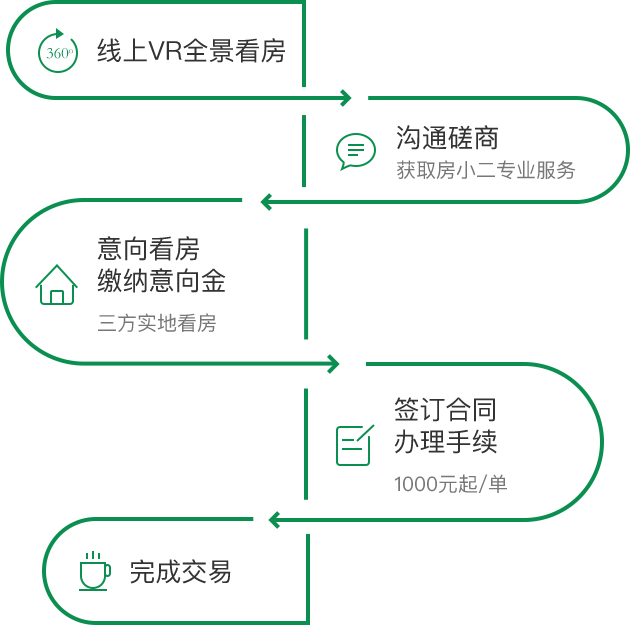 360°
线上VR全景看房
沟通磋商
获取房小二专业服务
意向看房
缴纳意向金
三方实地看房
签订合同
办理手续
1000元起/单
完成交易